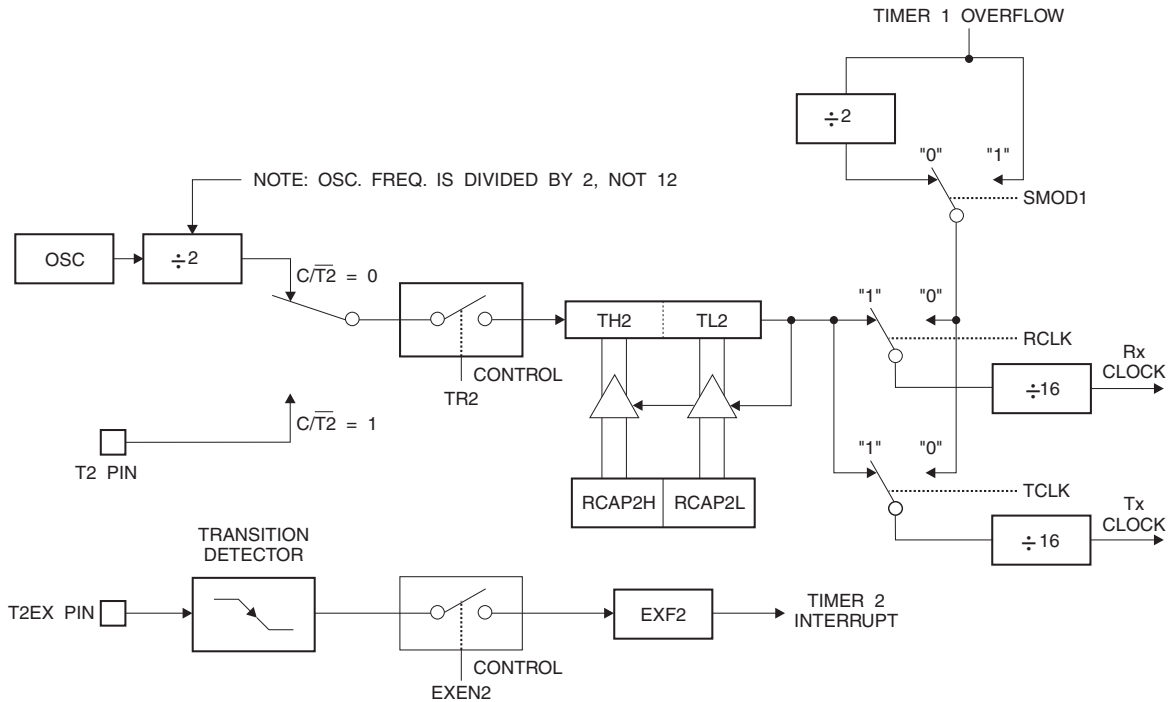 TIMER 1 OVERFLOW
÷2
"0" "1"
NOTE: OSC. FREQ. IS DIVIDED BY 2, NOT 12
SMOD1
OSC
÷2
C/T2̅ = 0
TH2 TL2
"1" "0"
RCLK
Rx
CLOCK
CONTROL
TR2
÷16
C/T2̅ = 1
T2 PIN
"1" "0"
RCAP2H RCAP2L
TCLK
Tx
CLOCK
÷16
TRANSITION
DETECTOR
T2EX PIN
EXF2
TIMER 2
INTERRUPT
CONTROL
EXEN2